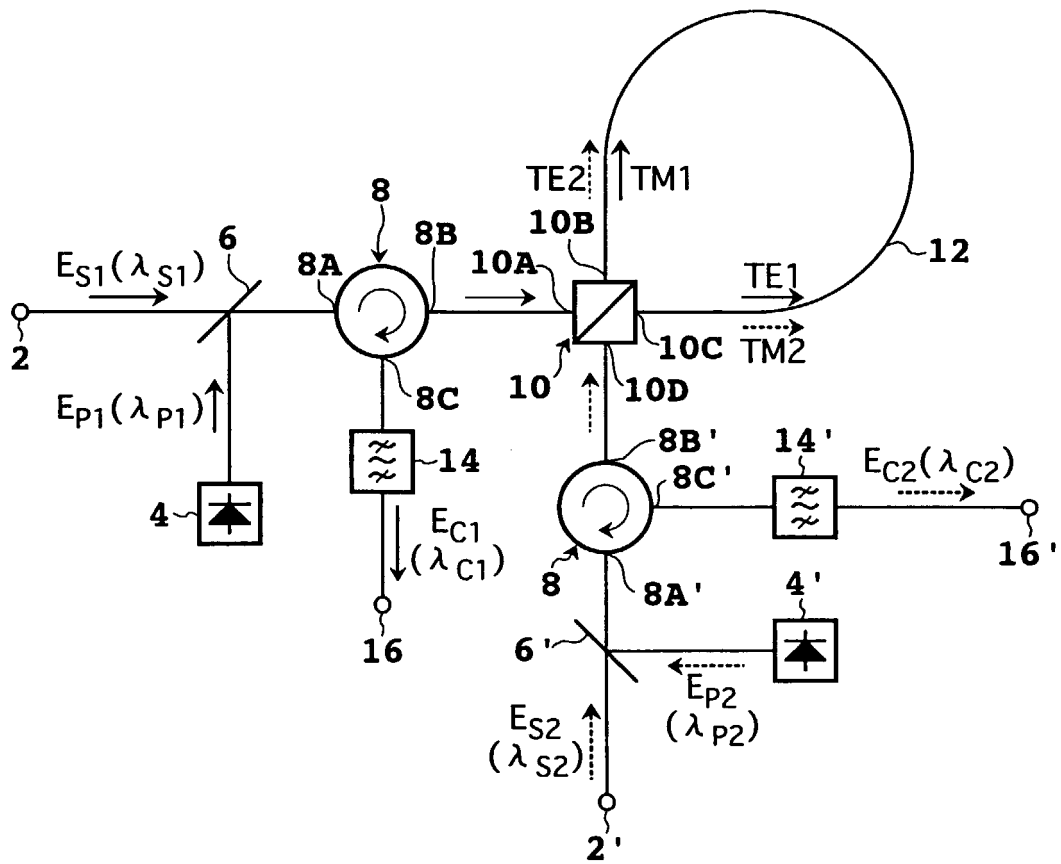 TE2
TM1
8
10B
6
8B
12
E_S1(λ_S1)
8A
10A
TE1
TM2
2
10C
8C
10
10D
E_P1(λ_P1)
8B'
14'
14
8C'
E_C2(λ_C2)
4
E_C1
(λ_C1)
16'
8
8A'
4'
16
6'
E_P2
(λ_P2)
E_S2
(λ_S2)
2'